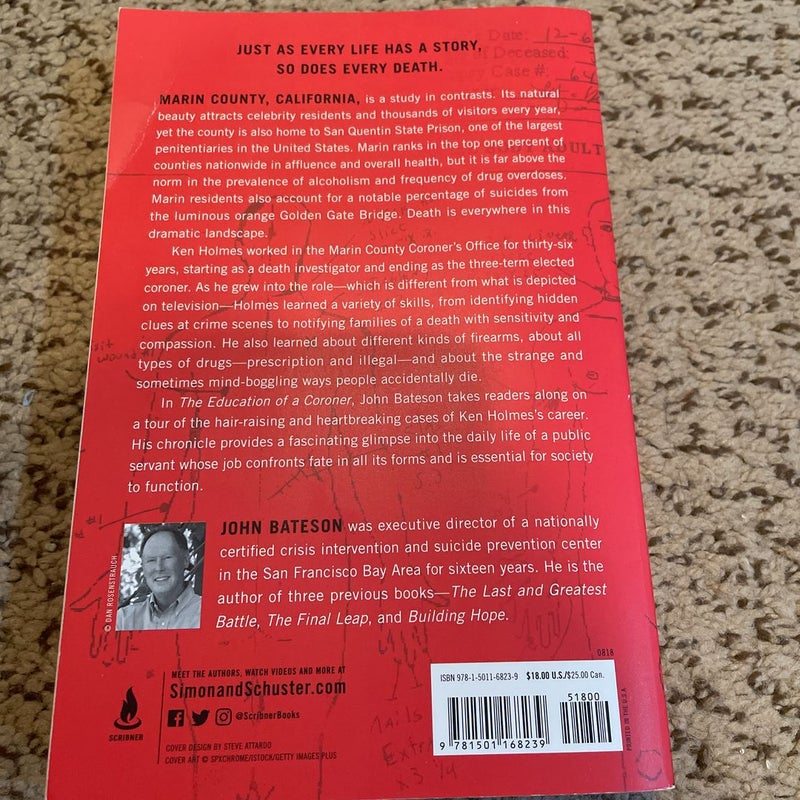 JUST AS EVERY LIFE HAS A STORY,
SO DOES EVERY DEATH.
Date: 12-6
of Deceased:
Case #: 64
MARIN COUNTY, CALIFORNIA, is a study in contrasts. Its natural
beauty attracts celebrity residents and thousands of visitors every year,
yet the county is also home to San Quentin State Prison, one of the largest
penitentiaries in the United States. Marin ranks in the top one percent of
counties nationwide in affluence and overall health, but it is far above the
norm in the prevalence of alcoholism and frequency of drug overdoses.
Marin residents also account for a notable percentage of suicides from
the luminous orange Golden Gate Bridge. Death is everywhere in this
dramatic landscape.
ADULT
Ken Holmes worked in the Marin County Coroner's Office for thirty-six
years, starting as a death investigator and ending as the three-term elected
coroner. As he grew into the role—which is different from what is depicted
on television—Holmes learned a variety of skills, from identifying hidden
clues at crime scenes to notifying families of a death with sensitivity and
compassion. He also learned about different kinds of firearms, about all
types of drugs—prescription and illegal—and about the strange and
sometimes mind-boggling ways people accidentally die.
In The Education of a Coroner, John Bateson takes readers along on
a tour of the hair-raising and heartbreaking cases of Ken Holmes's career.
His chronicle provides a fascinating glimpse into the daily life of a public
servant whose job confronts fate in all its forms and is essential for society
to function.
© DAN ROSENSTRAUCH
JOHN BATESON was executive director of a nationally
certified crisis intervention and suicide prevention center
in the San Francisco Bay Area for sixteen years. He is the
author of three previous books—The Last and Greatest
Battle, The Final Leap, and Building Hope.
0818
MEET THE AUTHORS, WATCH VIDEOS AND MORE AT
SimonandSchuster.com
@ScribnerBooks
SCRIBNER
COVER DESIGN BY STEVE ATTARDO
COVER ART © SPXCHROME/ISTOCK/GETTY IMAGES PLUS
Nails
x3
ISBN 978-1-5011-6823-9 $18.00 U.S./$25.00 Can.
51800
9 781501 168239
PRINTED IN THE U.S.A.